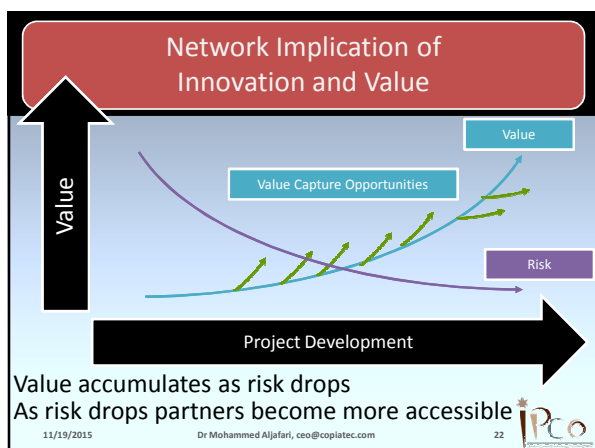 Network Implication of
Innovation and Value
Value
Value
Value Capture Opportunities
Risk
Project Development
Value accumulates as risk drops
As risk drops partners become more accessible
11/19/2015 Dr Mohammed Aljafari, ceo@copiatec.com 22
IPCO